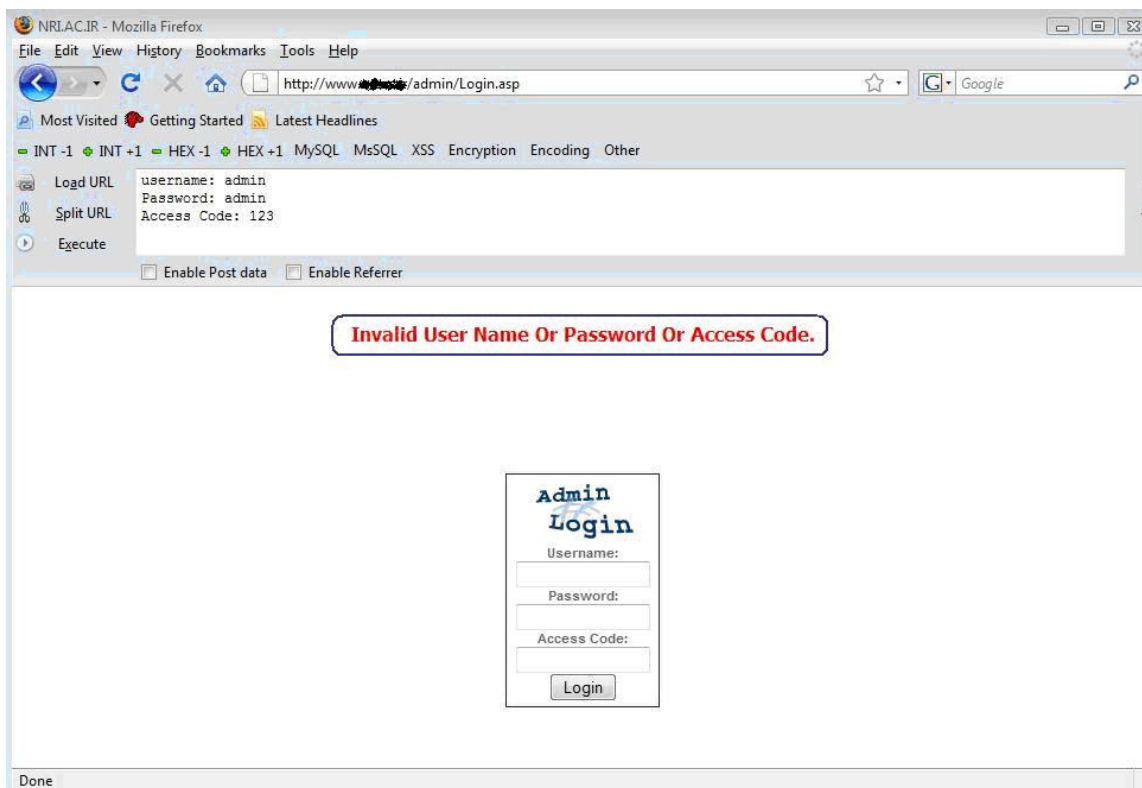 NRI.AC.IR - Mozilla Firefox
File Edit View History Bookmarks Tools Help
http://www. /admin/Login.asp
G Google
Most Visited Getting Started Latest Headlines
INT -1 INT +1 HEX -1 HEX +1 MySQL MsSQL XSS Encryption Encoding Other
Load URL
Split URL
Execute
username: admin
Password: admin
Access Code: 123
Enable Post data Enable Referrer
Invalid User Name Or Password Or Access Code.
Admin
Login
Username:
Password:
Access Code:
Login
Done